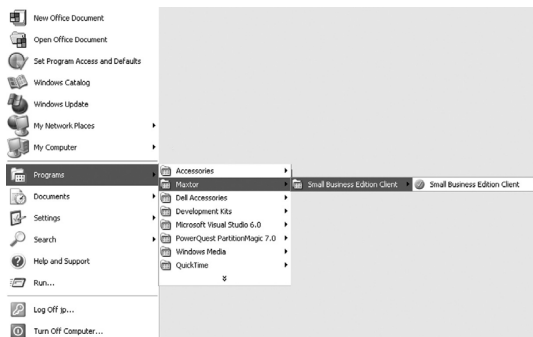 New Office Document
Open Office Document
Set Program Access and Defaults
Windows Catalog
Windows Update
My Network Places
My Computer
Programs
Documents
Settings
Search
Help and Support
Run...
Log Off jp...
Turn Off Computer...
Accessories
Maxtor
Dell Accessories
Development Kits
Microsoft Visual Studio 6.0
PowerQuest PartitionMagic 7.0
Windows Media
QuickTime
Small Business Edition Client
Small Business Edition Client